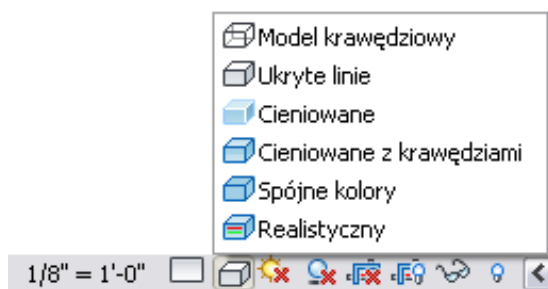 Model krawędziowy
Ukryte linie
Cieniowane
Cieniowane z krawędziami
Spójne kolory
Realistyczny
1/8" = 1'-0"